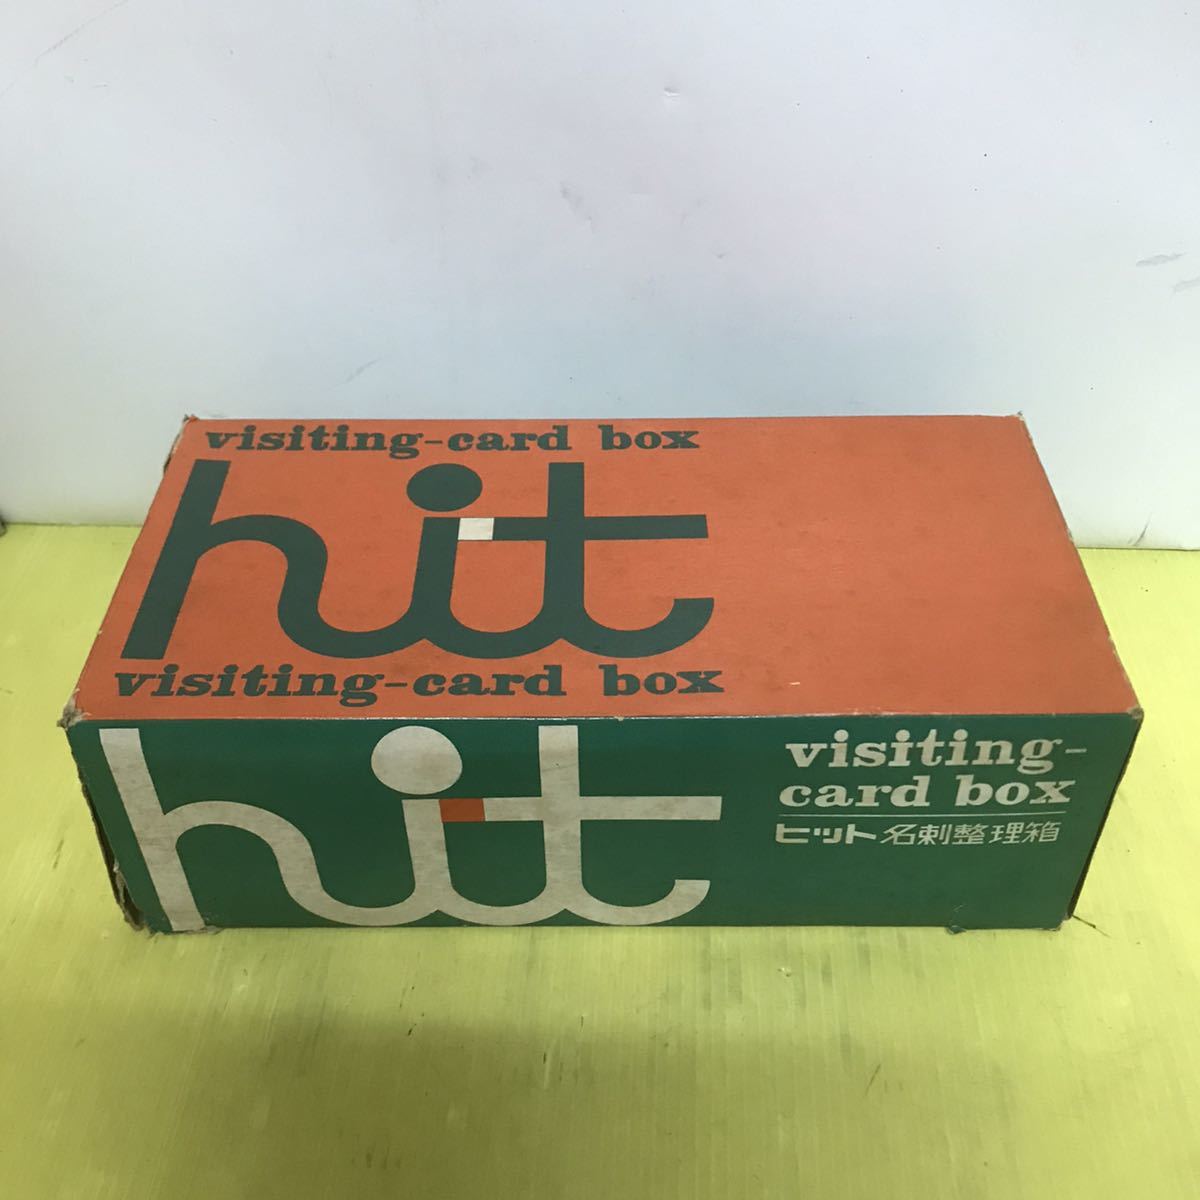 visiting-card box
hit
visiting-card box
hit
visiting-
card box
ヒット名刺整理箱